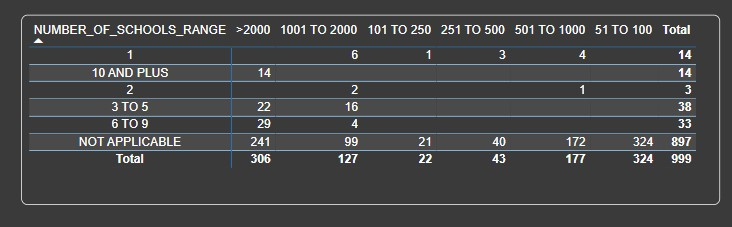 NUMBER_OF_SCHOOLS_RANGE >2000 1001 TO 2000 101 TO 250 251 TO 500 501 TO 1000 51 TO 100 Total
1 6 1 3 4 14
10 AND PLUS 14 14
2 2 1 3
3 TO 5 22 16 38
6 TO 9 29 4 33
NOT APPLICABLE 241 99 21 40 172 324 897
Total 306 127 22 43 177 324 999